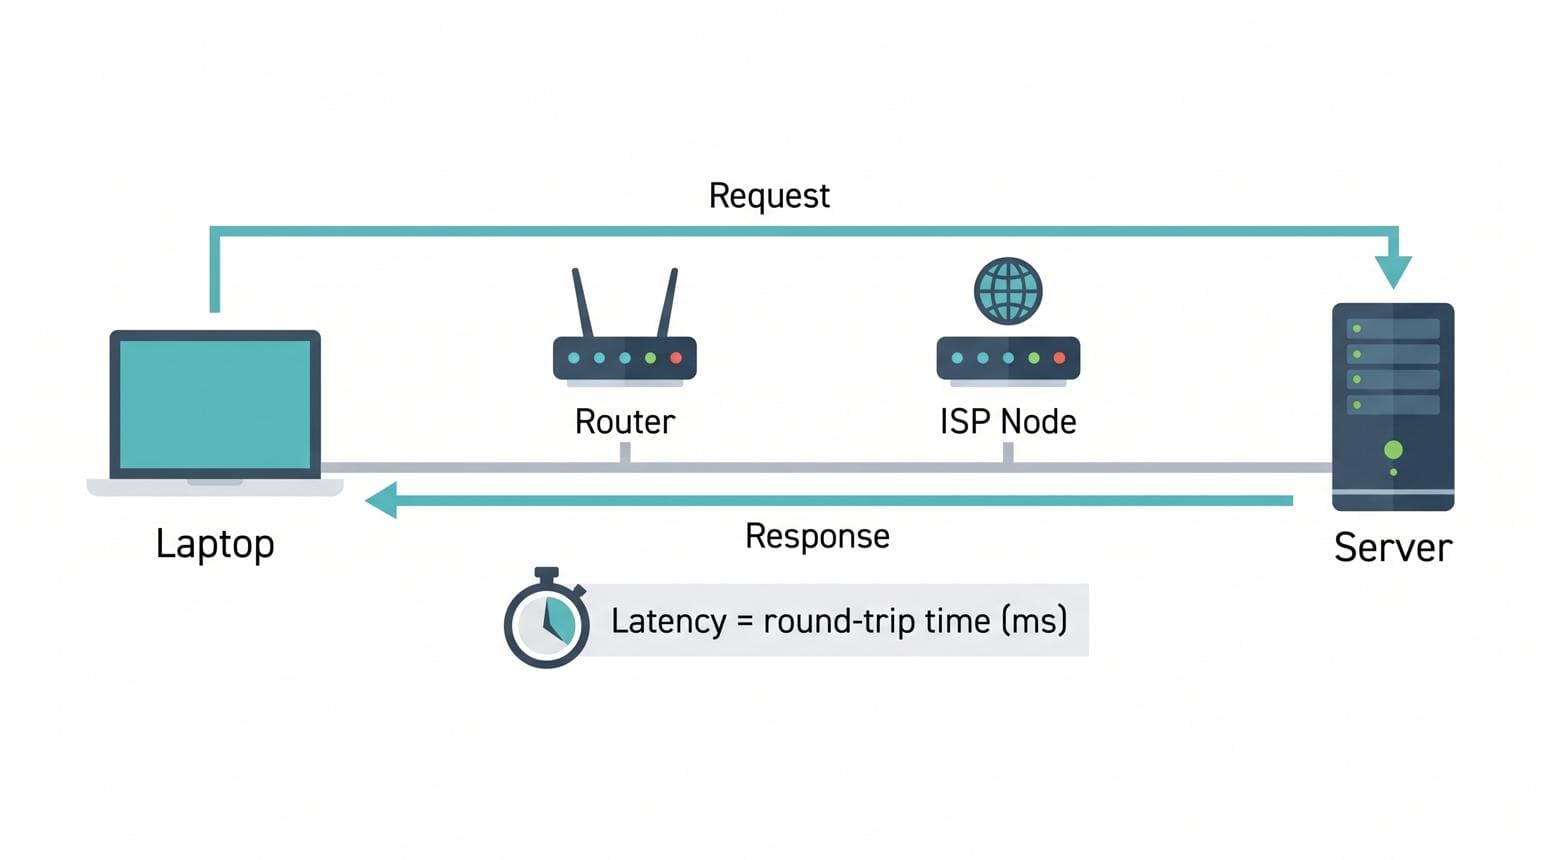 Request
Router
ISP Node
Laptop
Response
Server
Latency = round-trip time (ms)